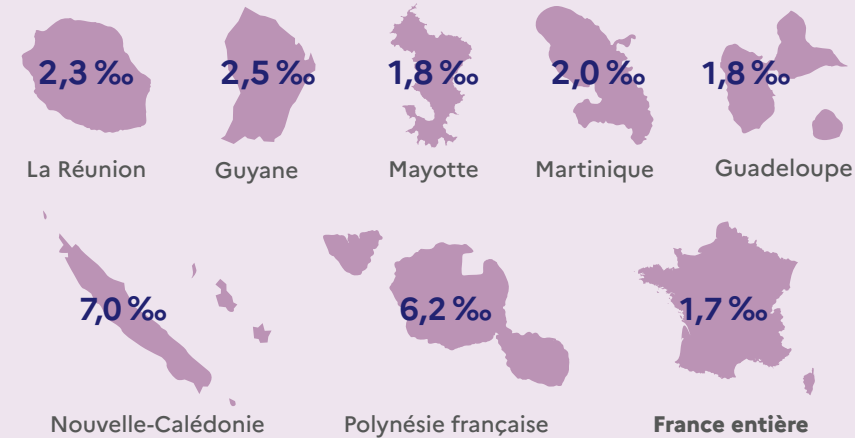 2,3 ‰ 2,5 ‰ 1,8 ‰ 2,0 ‰ 1,8 ‰
La Réunion Guyane Mayotte Martinique Guadeloupe
7,0 ‰ 6,2 ‰ 1,7 ‰
Nouvelle-Calédonie Polynésie française France entière